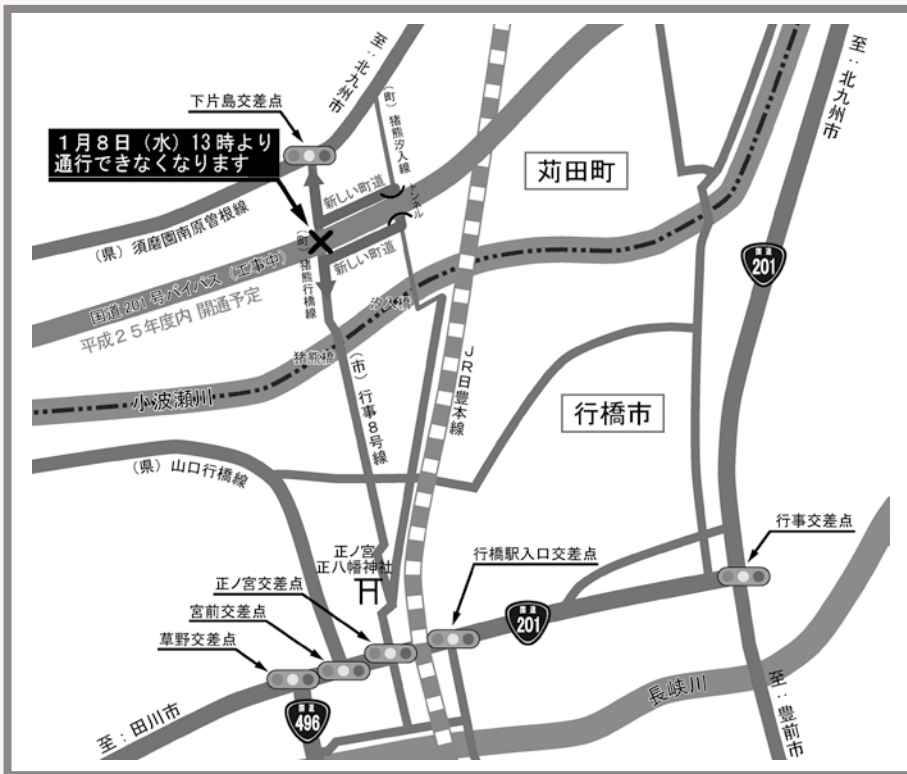 至：北九州市
至：北九州市
下片島交差点
（町）猪熊汐入線
1月8日（水）13時より
通行できなくなります
苅田町
新しい町道
トンネル
（県）須磨園南原曽根線
（町）猪熊行橋線
新しい町道
国道
201
国道201号バイパス（工事中）
平成25年度内 開通予定
汐入橋
猪熊橋
JR日豊本線
（市）行事8号線
小波瀬川
行橋市
（県）山口行橋線
行事交差点
正ノ宮
正八幡神社
行橋駅入口交差点
正ノ宮交差点
宮前交差点
草野交差点
国道
201
長峡川
国道
496
至：田川市
至：豊前市